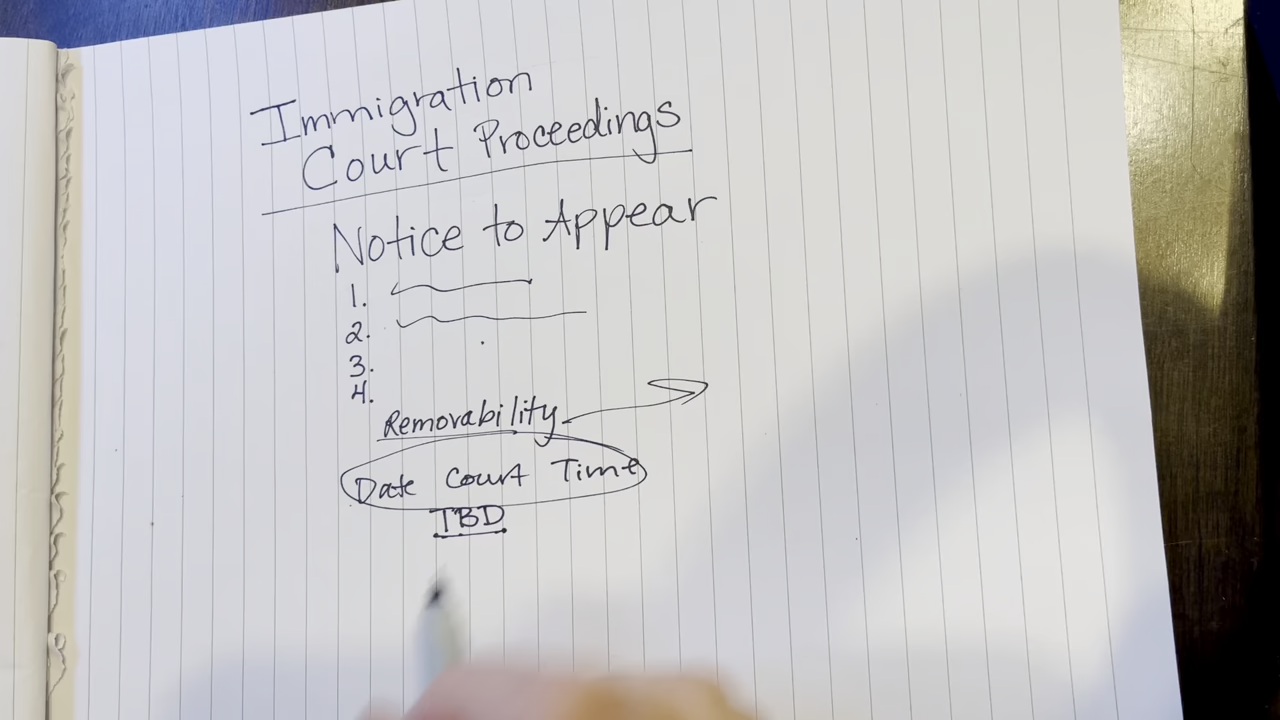 Immigration
Court Proceedings
Notice to Appear
1.
2.
3.
4.
Removability
Date Court Time
TBD